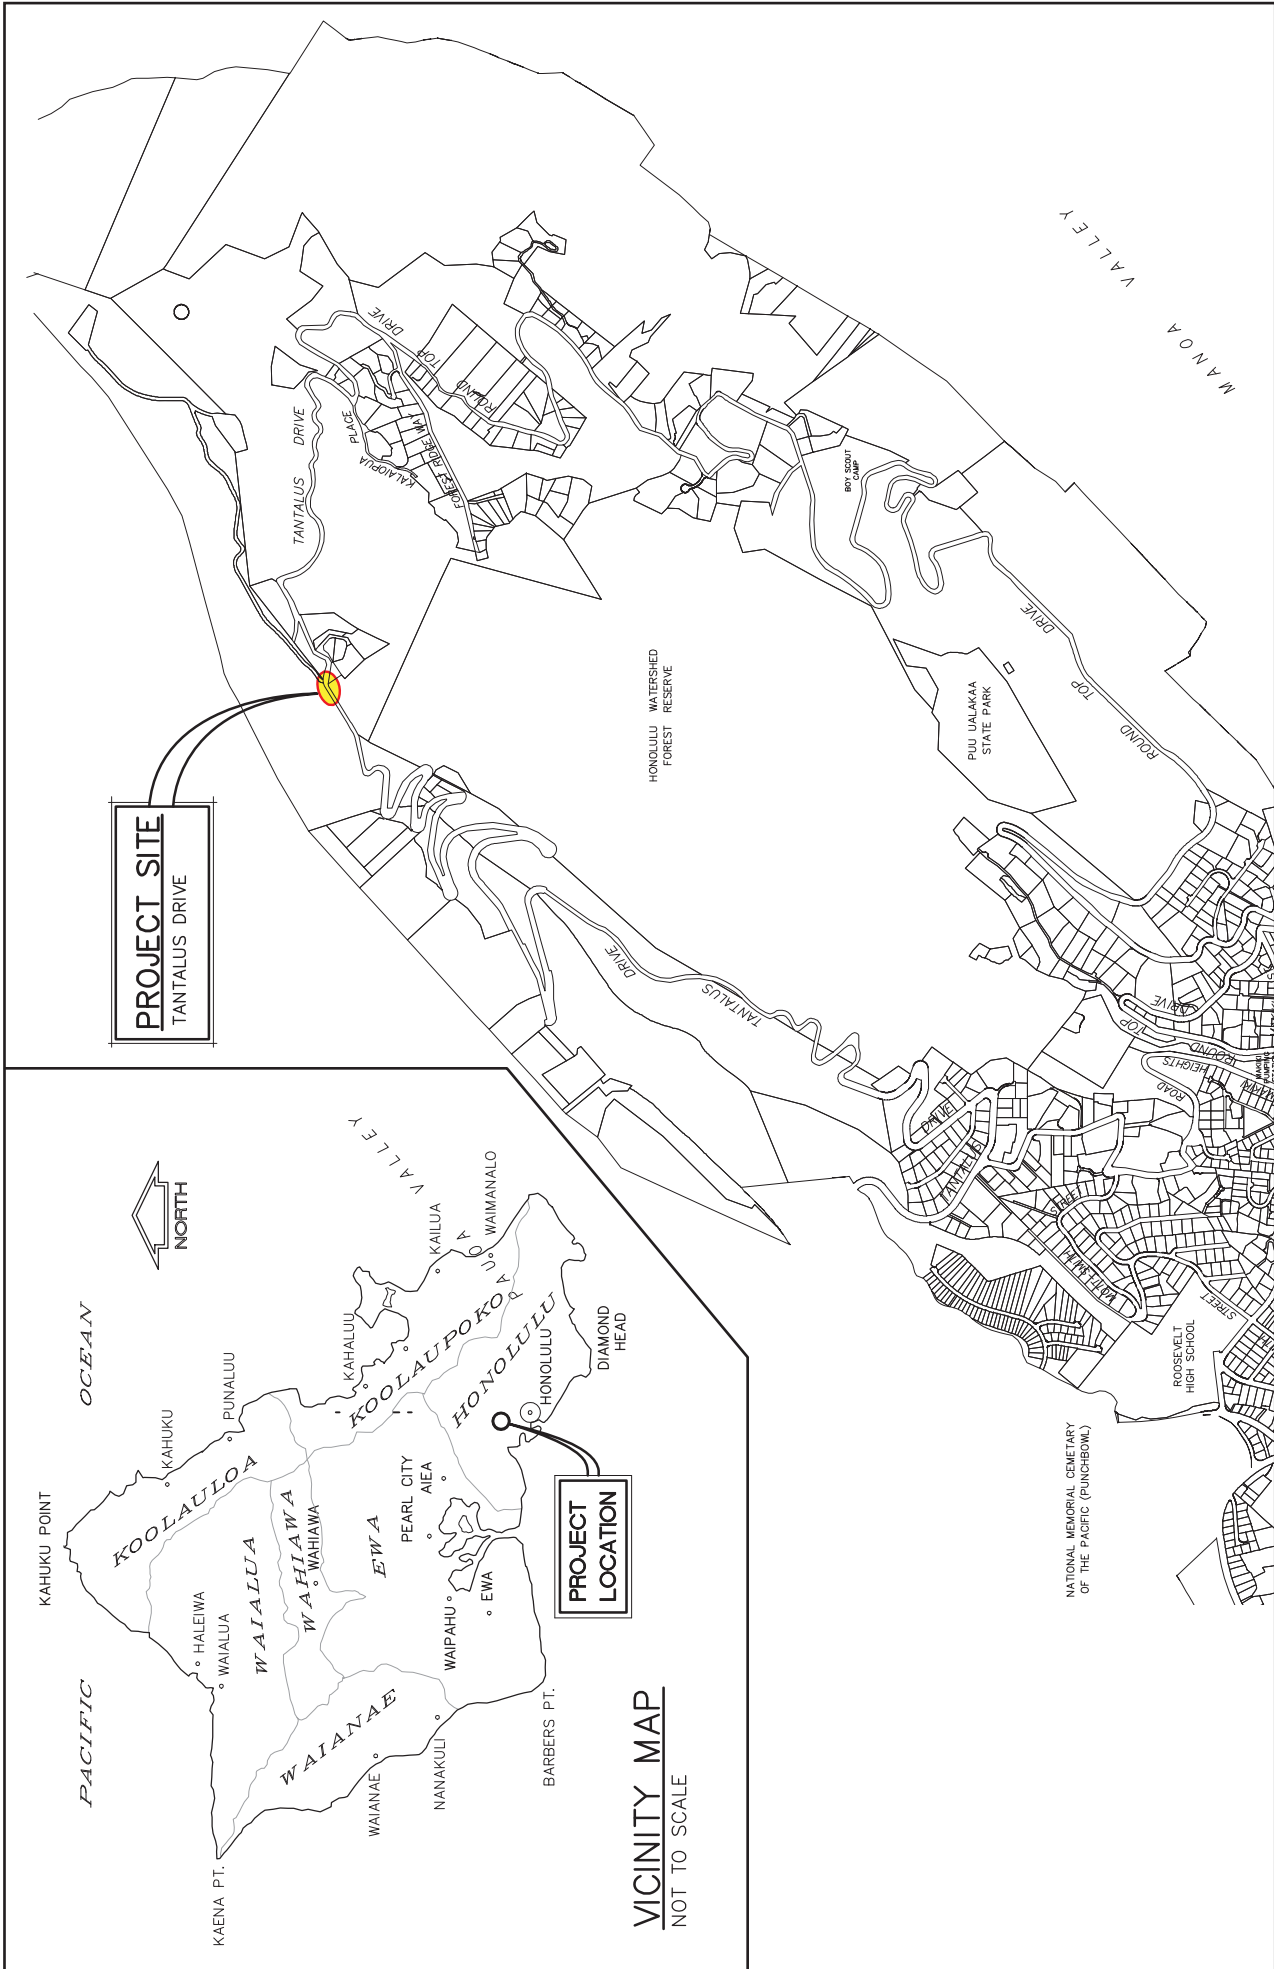 PROJECT SITE
TANTALUS DRIVE
TANTALUS DRIVE
KALAIOPUA PLACE
FOREST RIDGE WAY
ROUND TOP DRIVE
BOY SCOUT
CAMP
MANOA VALLEY
HONOLULU WATERSHED
FOREST RESERVE
PUU UALAKAA
STATE PARK
ROUND TOP DRIVE
TANTALUS DRIVE
TANTALUS DRIVE
ROUND TOP DRIVE
HEIGHTS
ROAD
MAKIKI
PUMPING
STREET
STREET
ROOSEVELT
HIGH SCHOOL
NATIONAL MEMORIAL CEMETARY
OF THE PACIFIC (PUNCHBOWL)
PAUOA VALLEY
NORTH
PACIFIC OCEAN
KAHUKU POINT
KAHUKU
PUNALUU
KAHALUU
KAILUA
WAIMANALO
KOOLAULOA
KOOLAUPOKO
HONOLULU
HONOLULU
DIAMOND
HEAD
HALEIWA
WAIALUA
WAIALUA
WAHIAWA
WAHIAWA
EWA
PEARL CITY
AIEA
WAIPAHU
EWA
WAIANAE
WAIANAE
NANAKULI
KAENA PT.
BARBERS PT.
PROJECT
LOCATION
VICINITY MAP
NOT TO SCALE